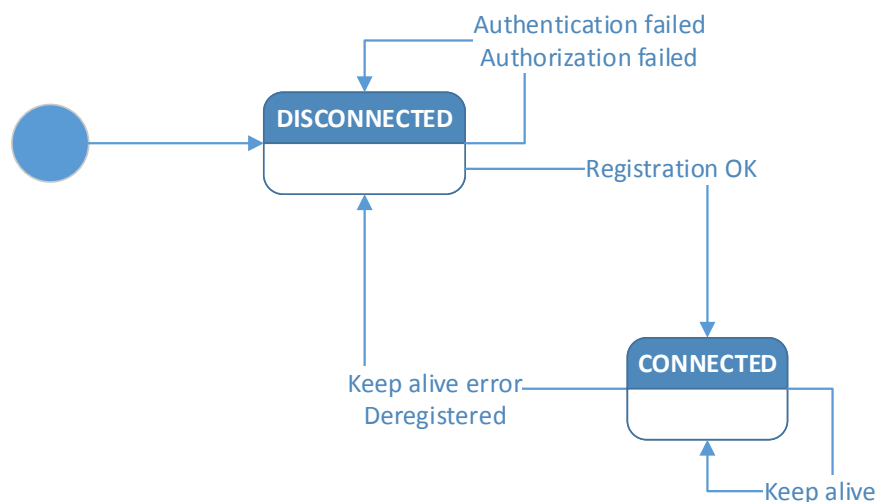 Authentication failed
Authorization failed
DISCONNECTED
Registration OK
CONNECTED
Keep alive error
Deregistered
Keep alive